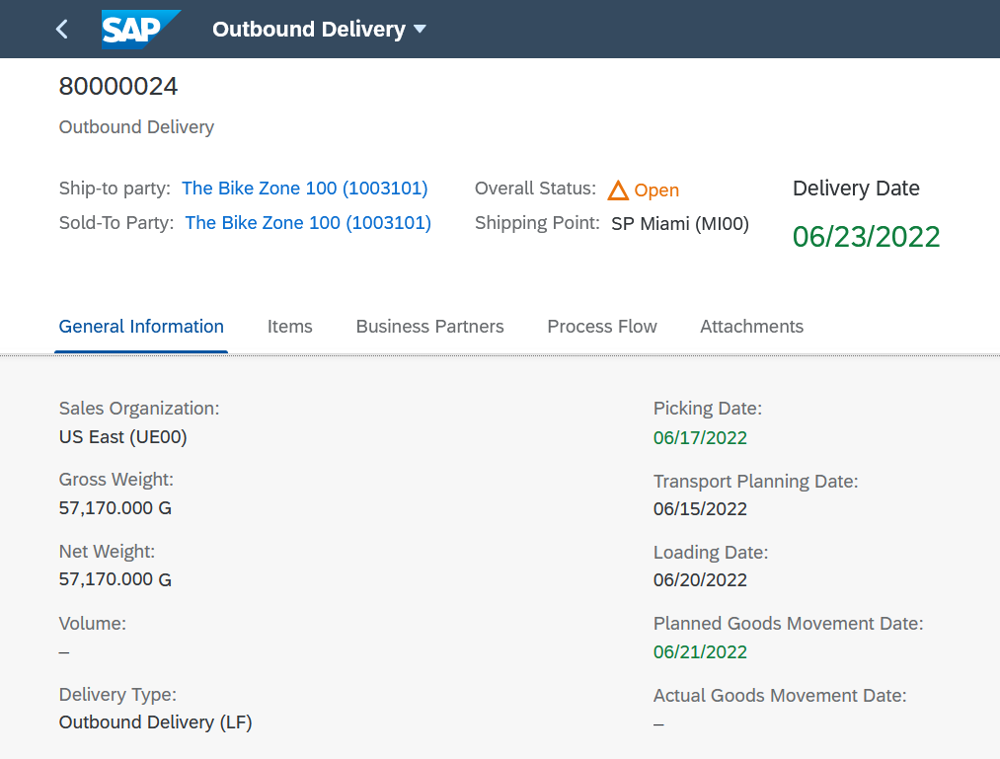 SAP Outbound Delivery
80000024
Outbound Delivery
Ship-to party: The Bike Zone 100 (1003101)
Sold-To Party: The Bike Zone 100 (1003101)
Overall Status: Open
Shipping Point: SP Miami (MI00)
Delivery Date
06/23/2022
General Information Items Business Partners Process Flow Attachments
Sales Organization:
US East (UE00)
Gross Weight:
57,170.000 G
Net Weight:
57,170.000 G
Volume:
–
Delivery Type:
Outbound Delivery (LF)
Picking Date:
06/17/2022
Transport Planning Date:
06/15/2022
Loading Date:
06/20/2022
Planned Goods Movement Date:
06/21/2022
Actual Goods Movement Date:
–